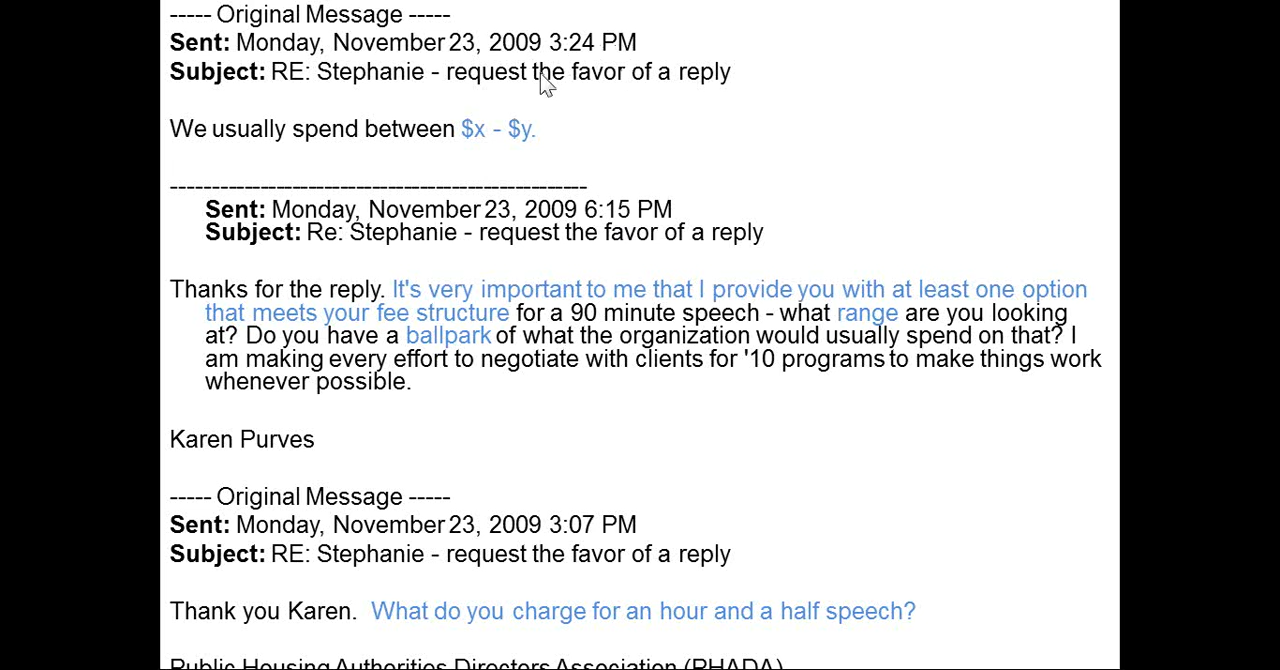 ----- Original Message -----
Sent: Monday, November 23, 2009 3:24 PM
Subject: RE: Stephanie - request the favor of a reply
We usually spend between $x - $y.
--------------------------------------------------
Sent: Monday, November 23, 2009 6:15 PM
Subject: Re: Stephanie - request the favor of a reply
Thanks for the reply. It's very important to me that I provide you with at least one option
that meets your fee structure for a 90 minute speech - what range are you looking
at? Do you have a ballpark of what the organization would usually spend on that? I
am making every effort to negotiate with clients for '10 programs to make things work
whenever possible.
Karen Purves
----- Original Message -----
Sent: Monday, November 23, 2009 3:07 PM
Subject: RE: Stephanie - request the favor of a reply
Thank you Karen.  What do you charge for an hour and a half speech?
Public Housing Authorities Directors Association (PHADA)